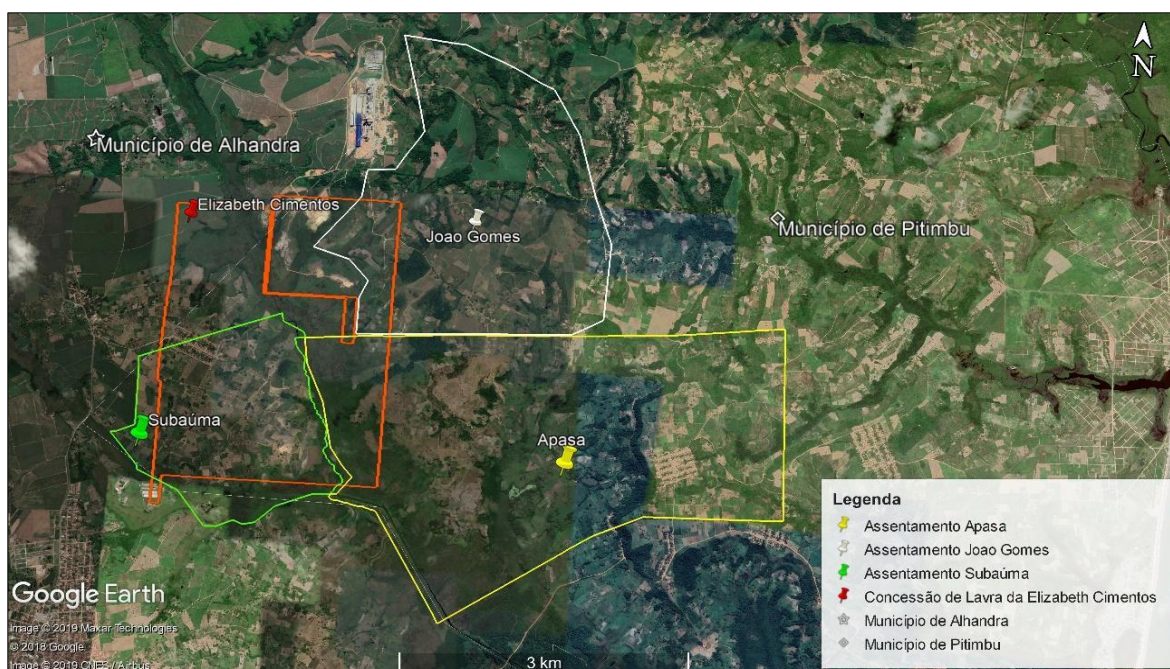 N
Município de Alhandra
Elizabeth Cimentos
Joao Gomes
Município de Pitimbu
Subaúma
Apasa
Legenda
Assentamento Apasa
Assentamento Joao Gomes
Assentamento Subaúma
Concessão de Lavra da Elizabeth Cimentos
Município de Alhandra
Município de Pitimbu
Google Earth
Image © 2019 Maxar Technologies
© 2018 Google
Image © 2019 CNES / Airbus
3 km